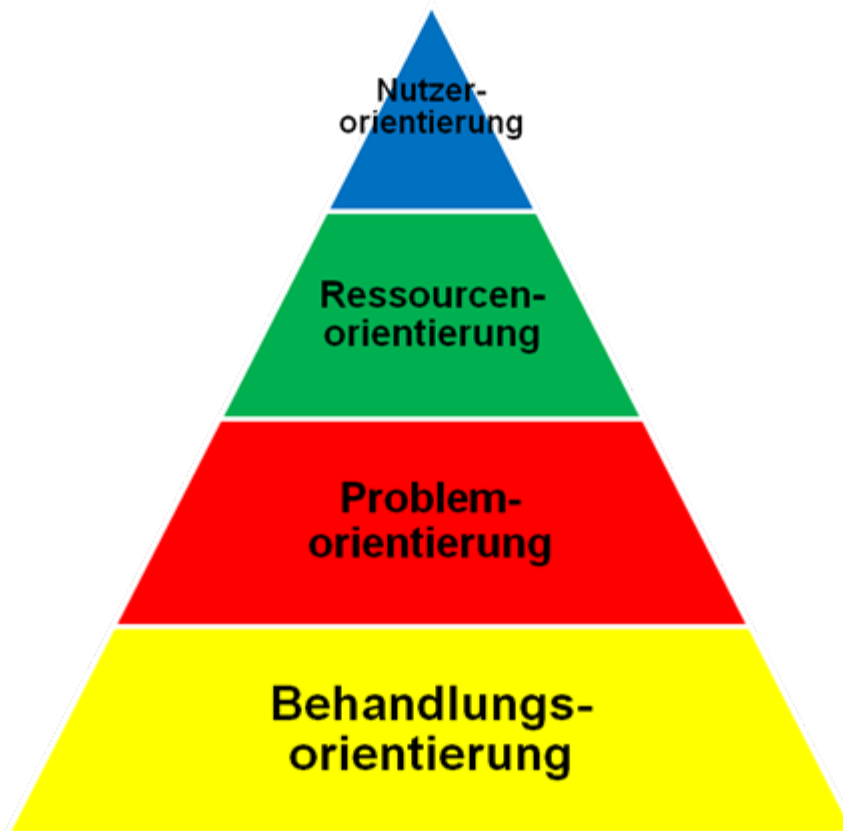 Nutzer-
orientierung
Ressourcen-
orientierung
Problem-
orientierung
Behandlungs-
orientierung